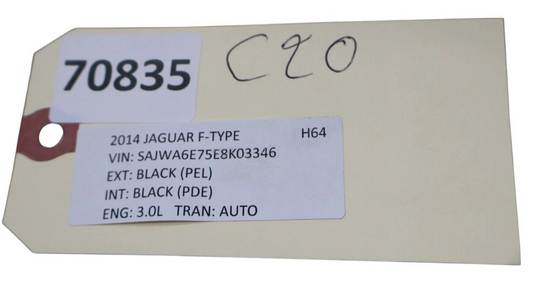 70835 C20
2014 JAGUAR F-TYPE H64
VIN: SAJWA6E75E8K03346
EXT: BLACK (PEL)
INT: BLACK (PDE)
ENG: 3.0L TRAN: AUTO